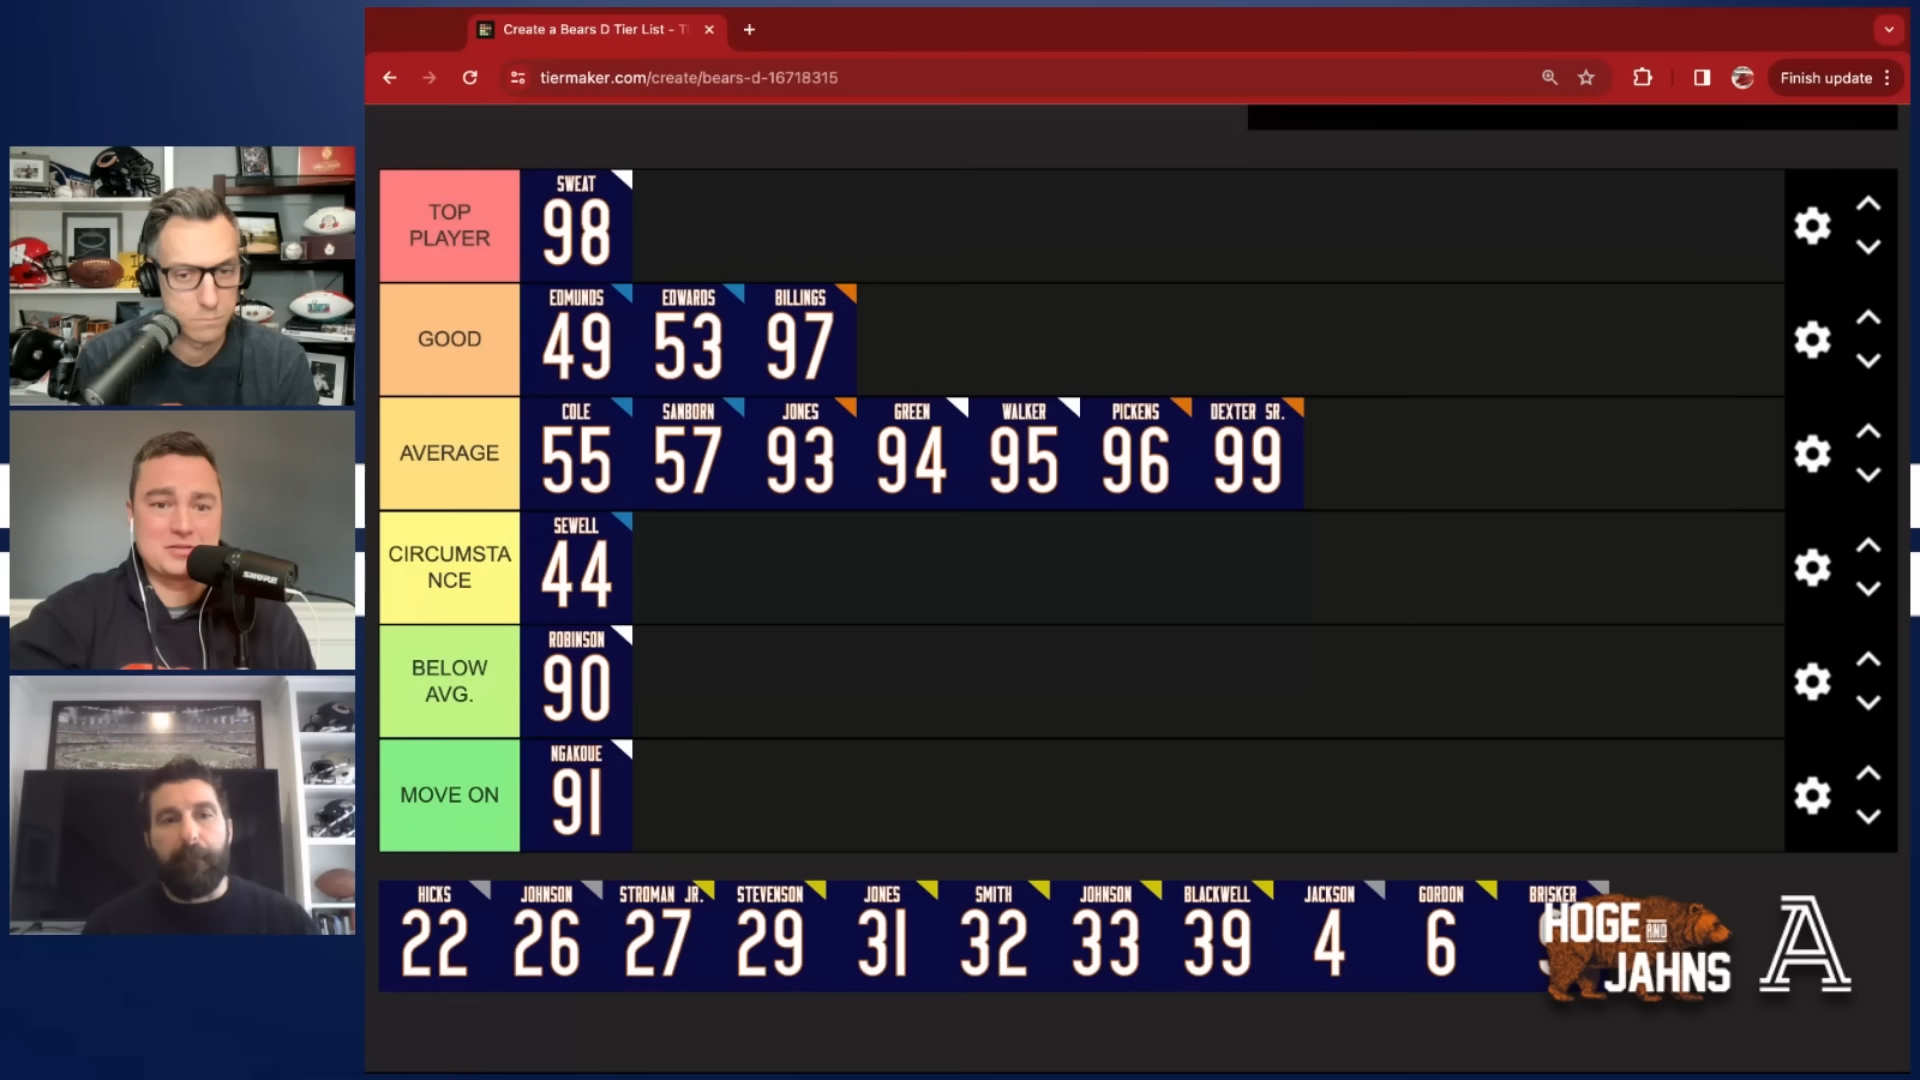 Create a Bears D Tier List - T
tiermaker.com/create/bears-d-16718315
Finish update
TOP
PLAYER
SWEAT
98
GOOD
EDMUNDS
49
EDWARDS
53
BILLINGS
97
AVERAGE
COLE
55
SANBORN
57
JONES
93
GREEN
94
WALKER
95
PICKENS
96
DEXTER SR.
99
CIRCUMSTA
NCE
SEWELL
44
BELOW
AVG.
ROBINSON
90
MOVE ON
NGAKOUE
91
HICKS
22
JOHNSON
26
STROMAN JR.
27
STEVENSON
29
JONES
31
SMITH
32
JOHNSON
33
BLACKWELL
39
JACKSON
4
GORDON
6
BRISKER
HOGE AND
JAHNS
A
SHURE